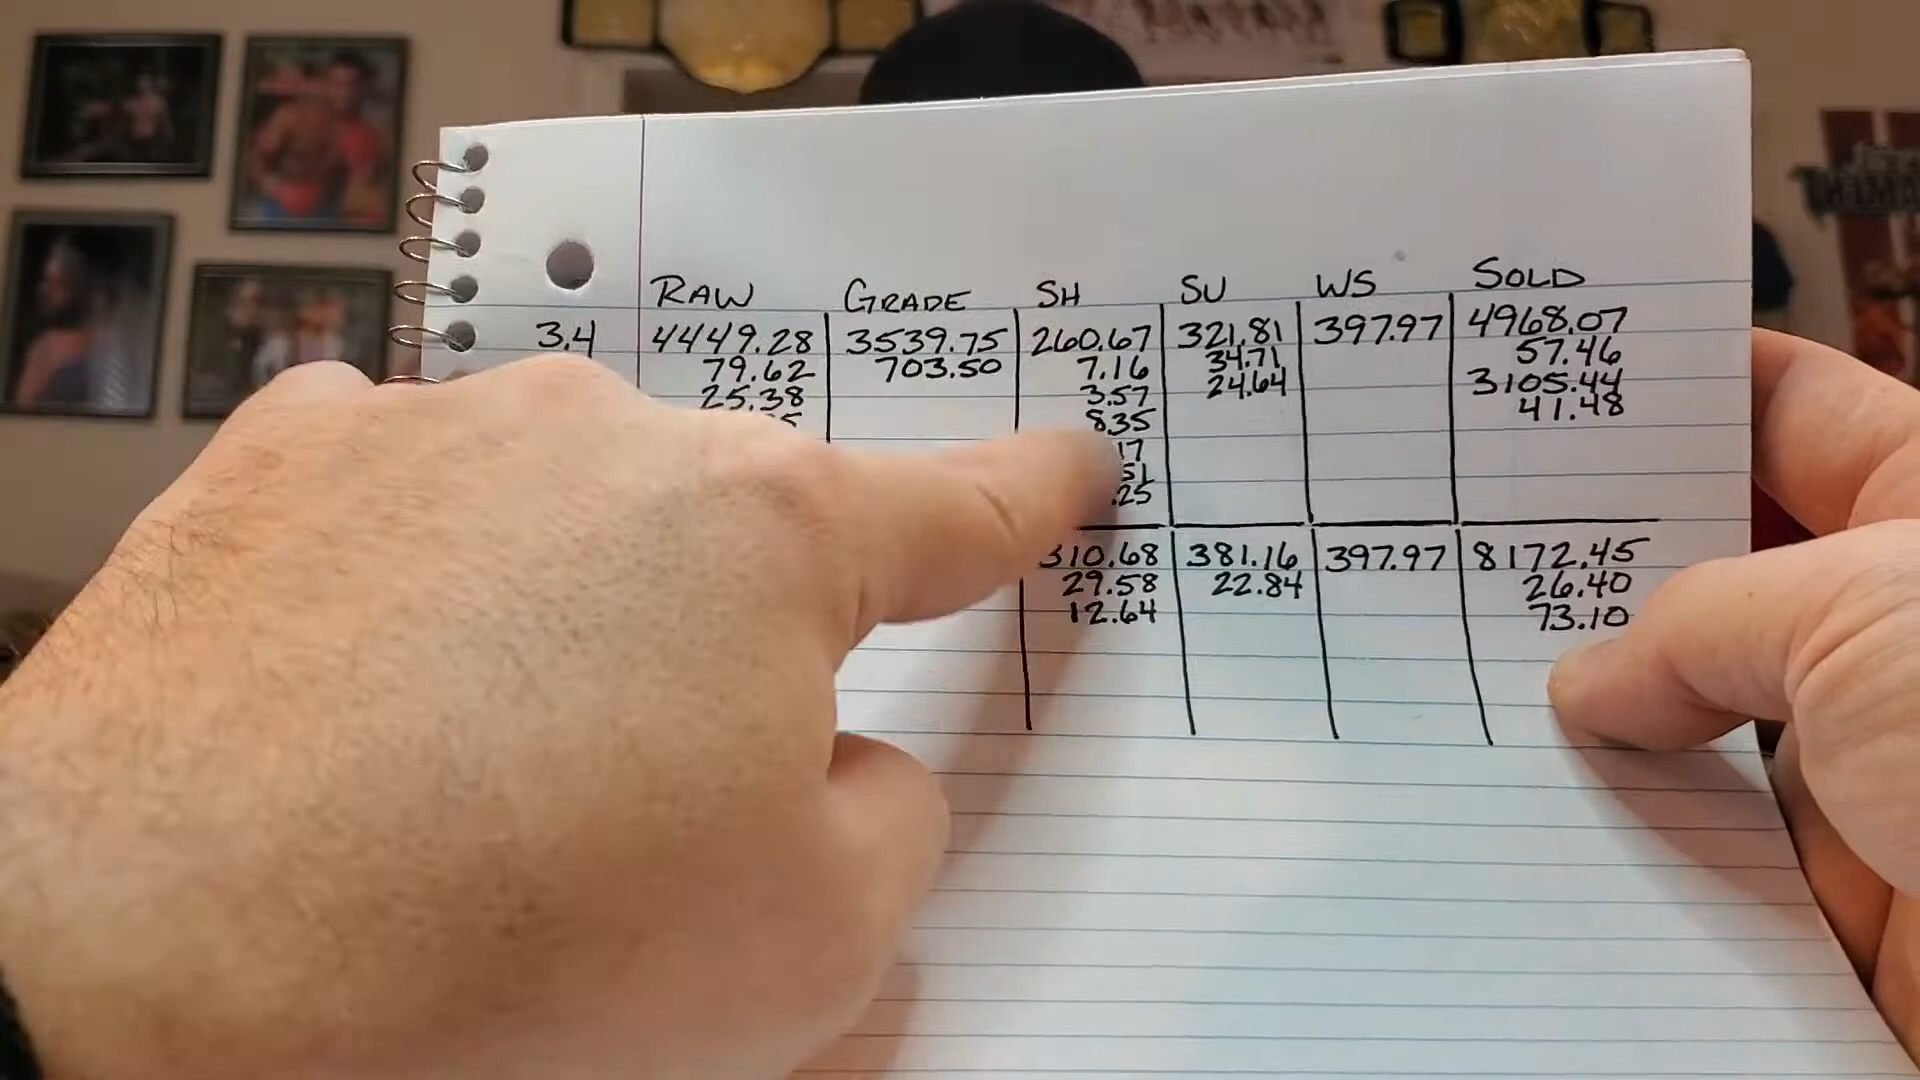 RAW GRADE SH SU WS SOLD
3.4 4449.28 3539.75 260.67 321.81 397.97 4968.07
79.62 703.50 7.16 34.71 57.46
25.38 3.57 24.64 3105.44
8.35 41.48
17
51
.25
310.68 381.16 397.97 8172.45
29.58 22.84 26.40
12.64 73.10